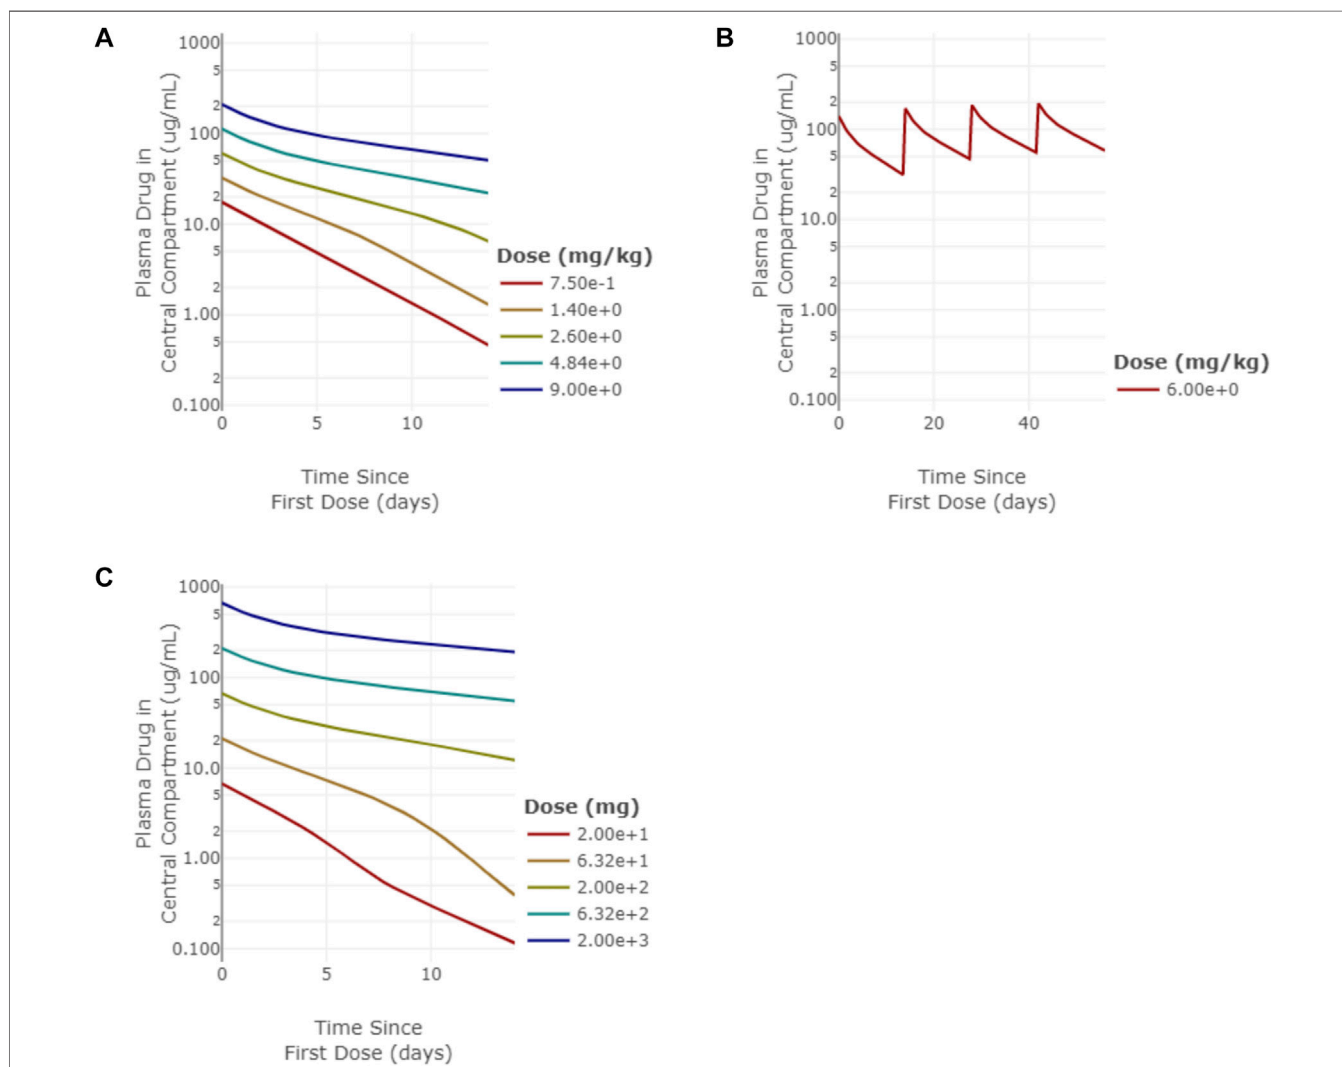 A
Plasma Drug in
Central Compartment (ug/mL)
1000
5
2
100
5
2
10.0
5
2
1.00
5
2
0.100
0
5
10
Time Since
First Dose (days)
Dose (mg/kg)
7.50e-1
1.40e+0
2.60e+0
4.84e+0
9.00e+0
B
Plasma Drug in
Central Compartment (ug/mL)
1000
5
2
100
5
2
10.0
5
2
1.00
5
2
0.100
0
20
40
Time Since
First Dose (days)
Dose (mg/kg)
6.00e+0
C
Plasma Drug in
Central Compartment (ug/mL)
1000
5
2
100
5
2
10.0
5
2
1.00
5
2
0.100
0
5
10
Time Since
First Dose (days)
Dose (mg)
2.00e+1
6.32e+1
2.00e+2
6.32e+2
2.00e+3